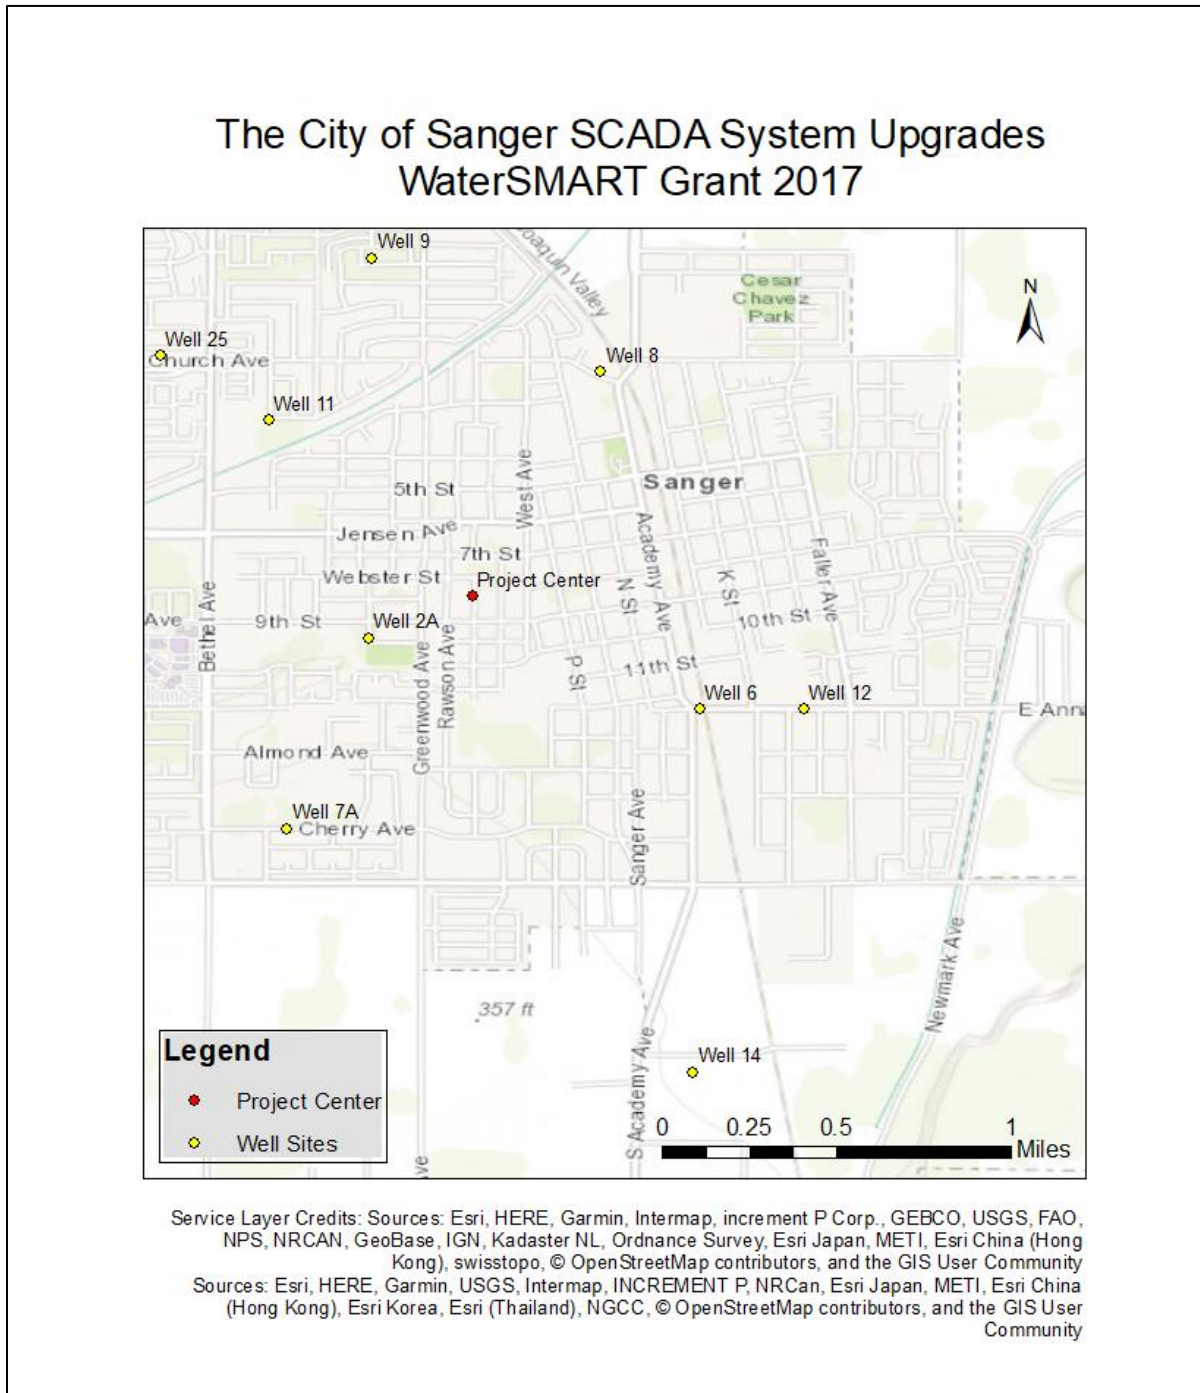 The City of Sanger SCADA System Upgrades
WaterSMART Grant 2017
Well 9
Joaquin Valley
Cesar
Chavez
Park
N
Well 25
Church Ave
Well 8
Well 11
West Ave
Sanger
5th St
Jensen Ave
Academy Ave
7th St
Faller Ave
Webster St
Project Center
N St
K St
Bethel Ave
Ave
9th St
Well 2A
10th St
Greenwood Ave
Rawson Ave
P St
11th St
Well 6
Well 12
E Anna
Almond Ave
Well 7A
Cherry Ave
Sanger Ave
Newmark Ave
357 ft
S Academy Ave
Well 14
Legend
Project Center
Well Sites
0 0.25 0.5 1
Miles
ve
Service Layer Credits: Sources: Esri, HERE, Garmin, Intermap, increment P Corp., GEBCO, USGS, FAO,
NPS, NRCAN, GeoBase, IGN, Kadaster NL, Ordnance Survey, Esri Japan, METI, Esri China (Hong
Kong), swisstopo, © OpenStreetMap contributors, and the GIS User Community
Sources: Esri, HERE, Garmin, USGS, Intermap, INCREMENT P, NRCan, Esri Japan, METI, Esri China
(Hong Kong), Esri Korea, Esri (Thailand), NGCC, © OpenStreetMap contributors, and the GIS User
Community